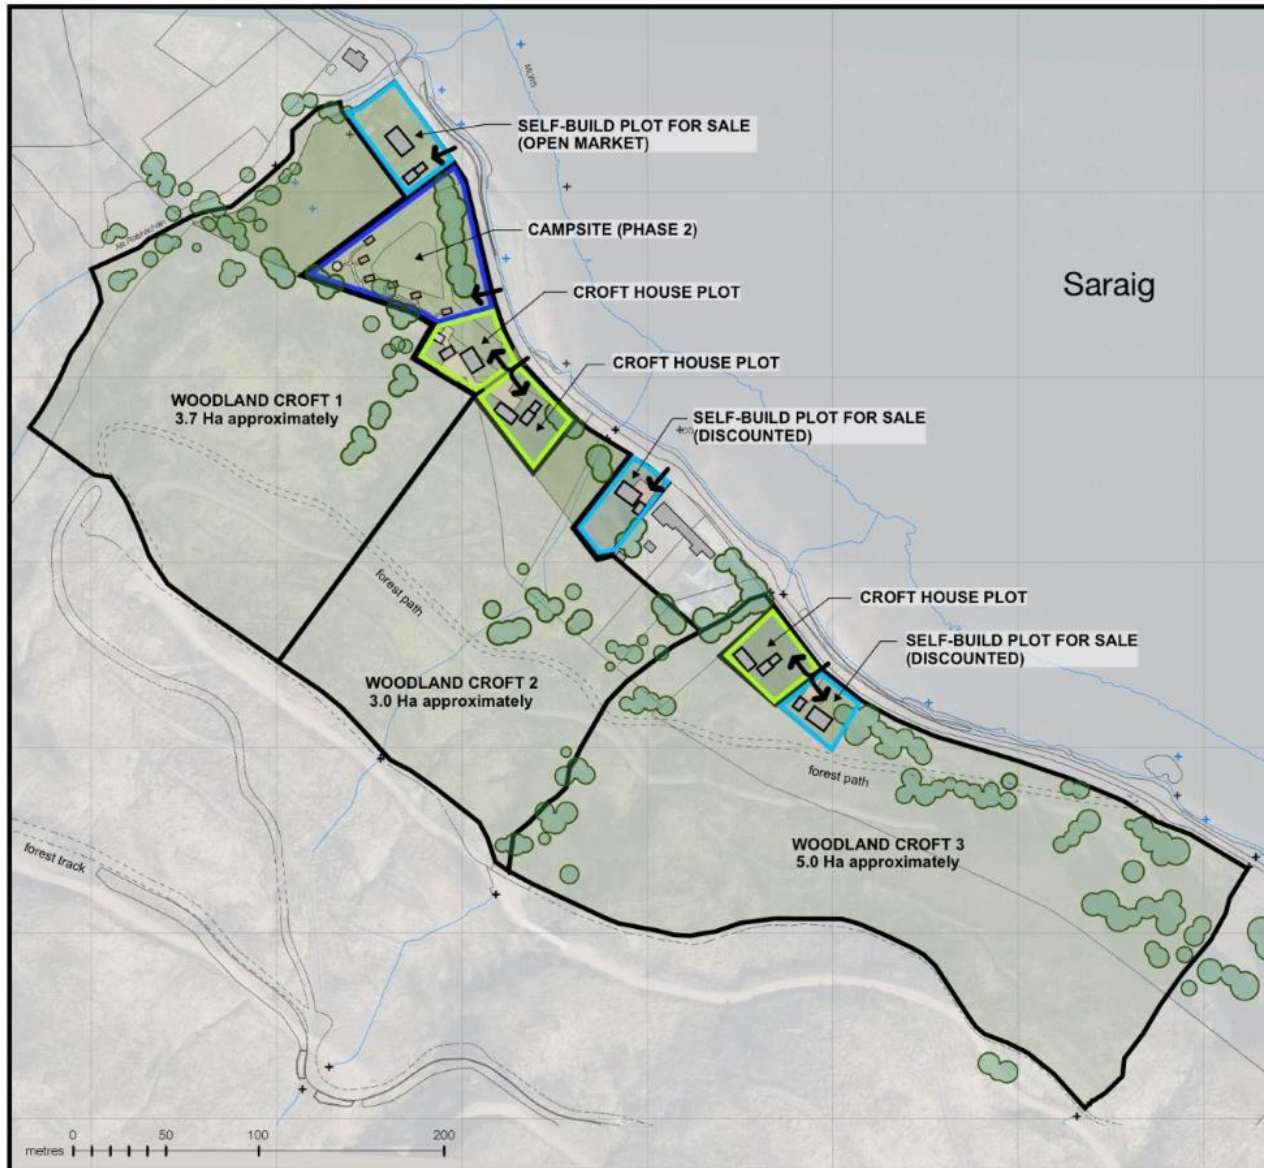 MLWS
SELF-BUILD PLOT FOR SALE
(OPEN MARKET)
CAMPSITE (PHASE 2)
Saraig
CROFT HOUSE PLOT
CROFT HOUSE PLOT
WOODLAND CROFT 1
3.7 Ha approximately
SELF-BUILD PLOT FOR SALE
(DISCOUNTED)
forest path
CROFT HOUSE PLOT
SELF-BUILD PLOT FOR SALE
(DISCOUNTED)
WOODLAND CROFT 2
3.0 Ha approximately
forest path
WOODLAND CROFT 3
5.0 Ha approximately
forest track
0 50 100 200
metres